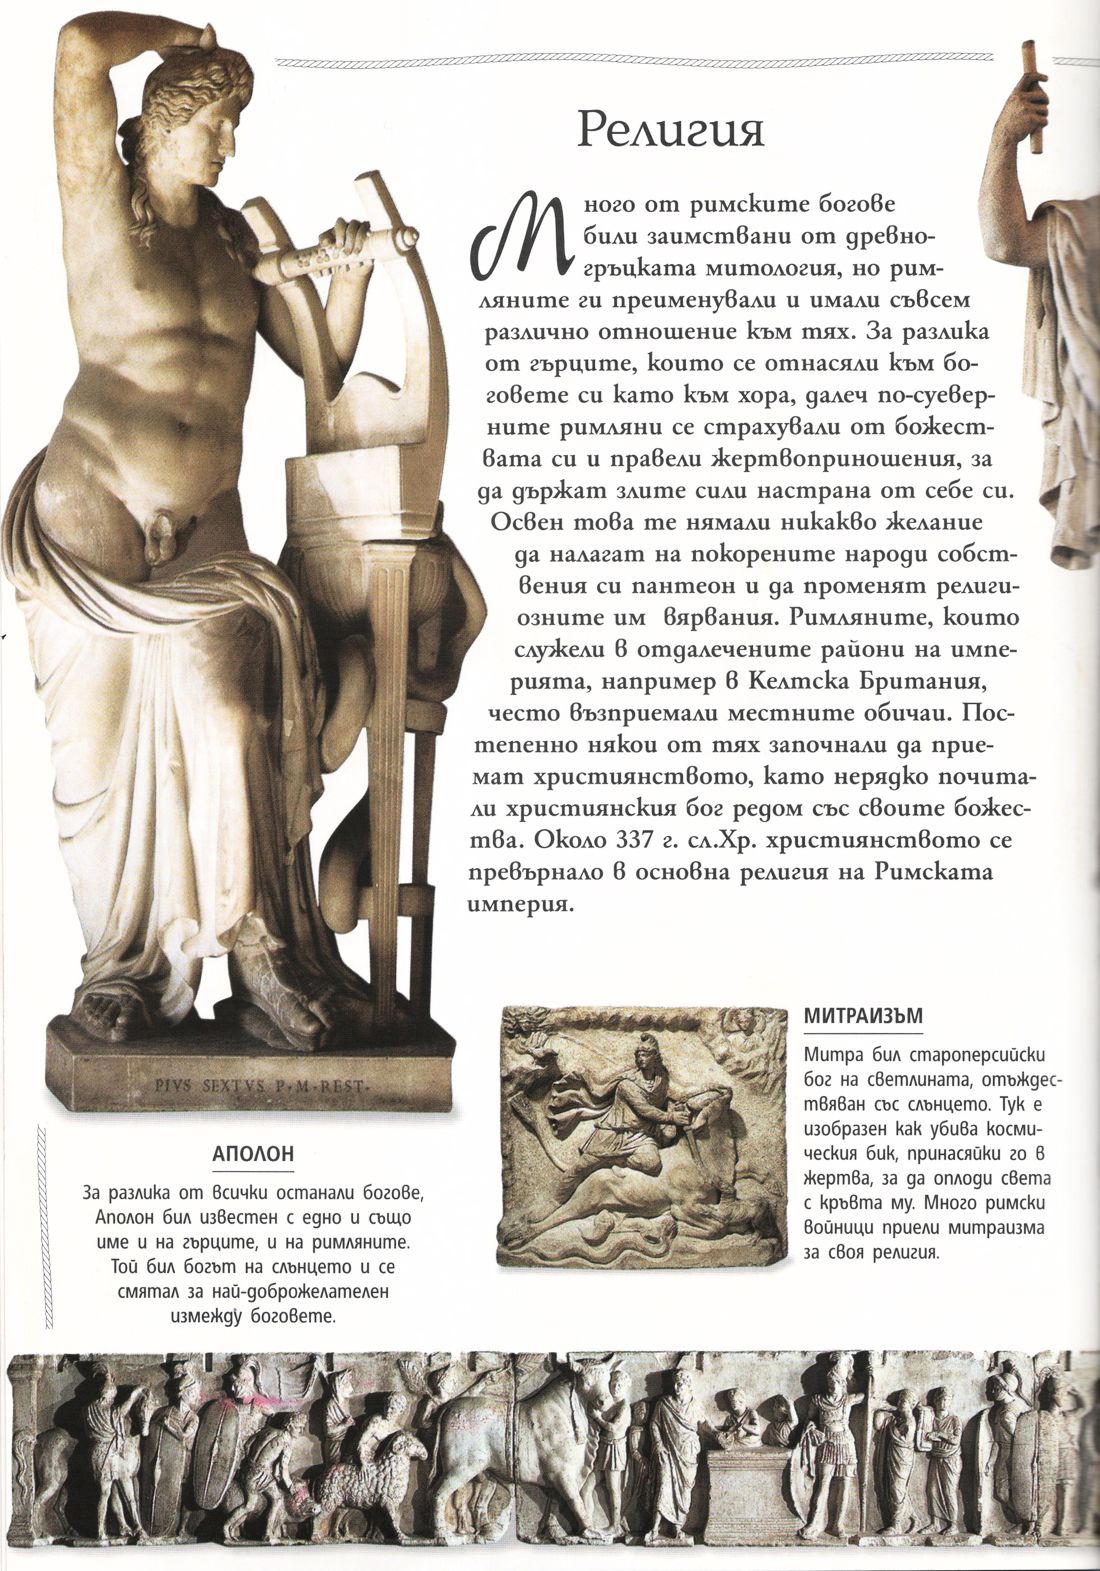 Религия
Много от римските богове
били заимствани от древно-
гръцката митология, но рим-
ляните ги преименували и имали съвсем
различно отношение към тях. За разлика
от гърците, които се отнасяли към бо-
говете си като към хора, далеч по-суевер-
ните римляни се страхували от божест-
вата си и правели жертвоприношения, за
да държат злите сили настрана от себе си.
Освен това те нямали никакво желание
да налагат на покорените народи собст-
вения си пантеон и да променят религи-
озните им вярвания. Римляните, които
служели в отдалечените райони на импе-
рията, например в Келтска Британия,
често възприемали местните обичаи. Пос-
тепенно някои от тях започнали да прие-
мат християнството, като нерядко почита-
ли християнския бог редом със своите божес-
тва. Около 337 г. сл.Хр. християнството се
превърнало в основна религия на Римската
империя.
PIVS SEXTVS P·M·REST·
АПОЛОН
За разлика от всички останали богове,
Аполон бил известен с едно и също
име и на гърците, и на римляните.
Той бил богът на слънцето и се
смятал за най-доброжелателен
измежду боговете.
МИТРАИЗЪМ
Митра бил староперсийски
бог на светлината, отъждес-
твяван със слънцето. Тук е
изобразен как убива косми-
ческия бик, принасяйки го в
жертва, за да оплоди света
с кръвта му. Много римски
войници приели митраизма
за своя религия.